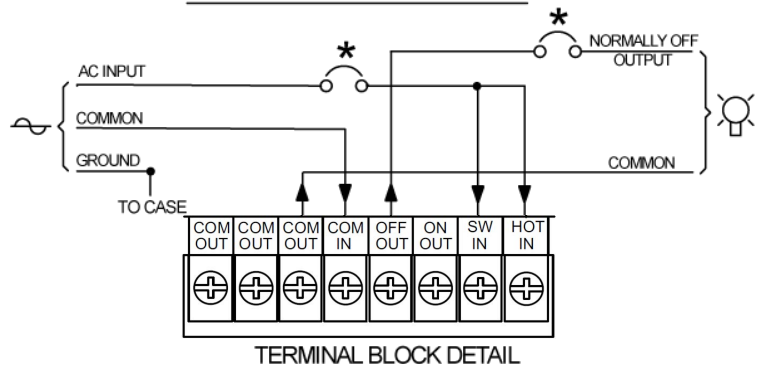 *
*
NORMALLY OFF
OUTPUT
AC INPUT
COMMON
GROUND
COMMON
TO CASE
COM OUT
COM OUT
COM OUT
COM IN
OFF OUT
ON OUT
SW IN
HOT IN
TERMINAL BLOCK DETAIL